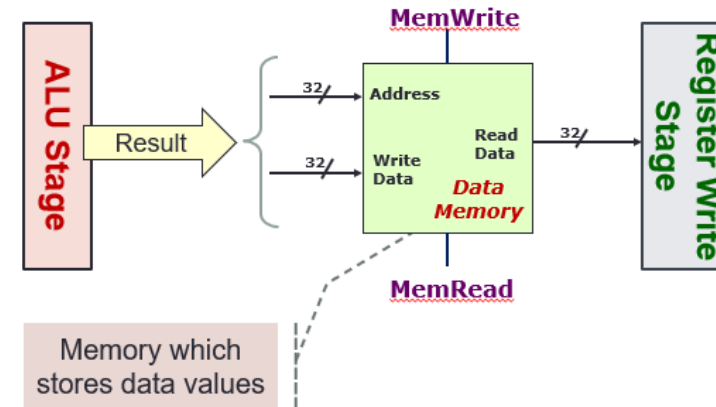 MemWrite
ALU Stage
Result
32
Address
32
Write
Data
Read
Data
32
Data
Memory
Register Write
Stage
MemRead
Memory which
stores data values